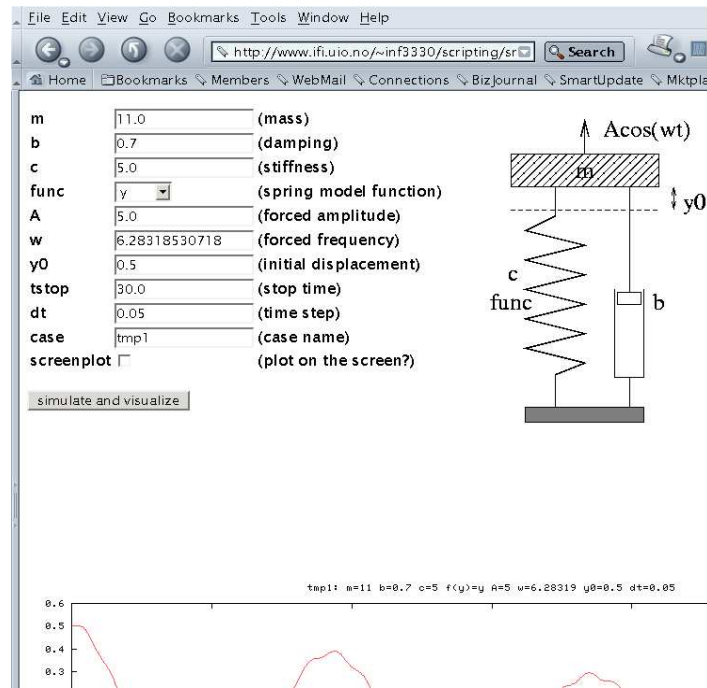 File Edit View Go Bookmarks Tools Window Help
http://www.ifi.uio.no/~inf3330/scripting/sr Search
Home Bookmarks Members WebMail Connections BizJournal SmartUpdate Mktpla
m 11.0 (mass)
b 0.7 (damping)
c 5.0 (stiffness)
func y (spring model function)
A 5.0 (forced amplitude)
w 6.28318530718 (forced frequency)
y0 0.5 (initial displacement)
tstop 30.0 (stop time)
dt 0.05 (time step)
case tmp1 (case name)
screenplot (plot on the screen?)
simulate and visualize
Acos(wt)
m
y0
c
func
b
tmp1: m=11 b=0.7 c=5 f(y)=y A=5 w=6.28319 y0=0.5 dt=0.05
0.6
0.5
0.4
0.3